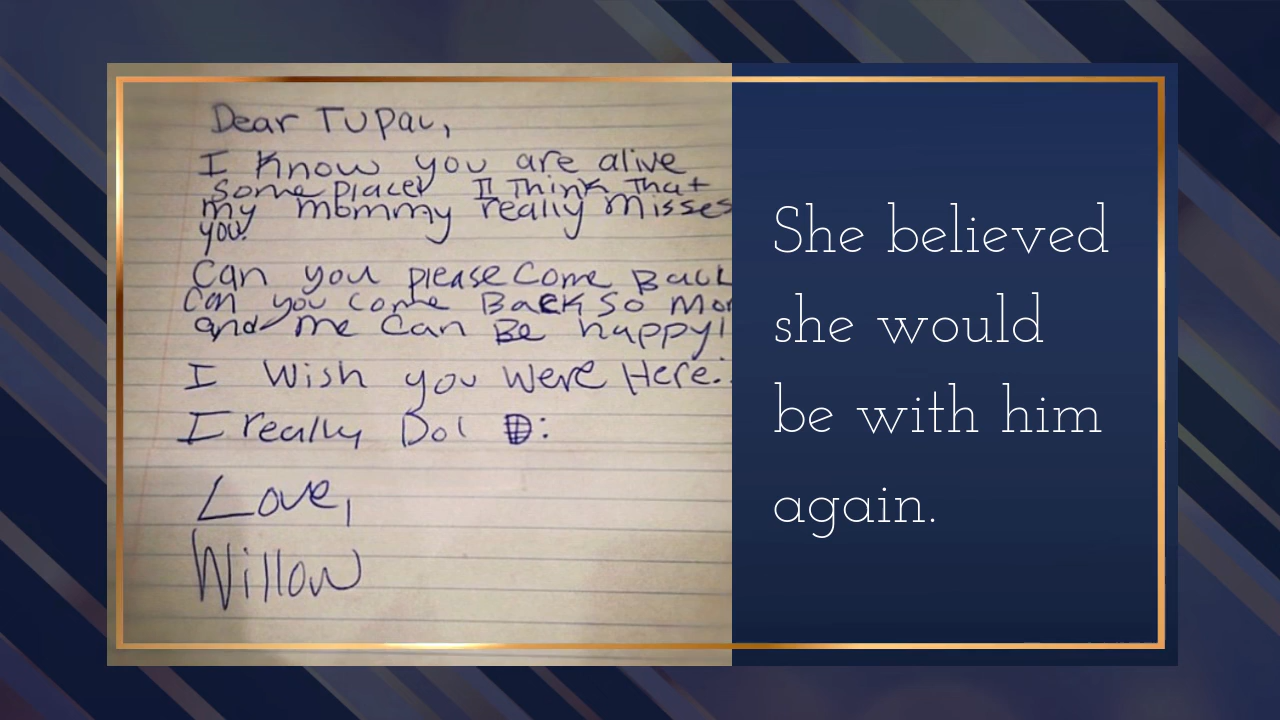 Dear Tupac,
I Know you are alive
someplace! I Think That
my mommy really misses
you!
Can you please Come Back
Can you come Back So Mo
and me Can Be happy!
I Wish you Were Here.
I really Do!
Love,
Willow
She believed
she would
be with him
again.